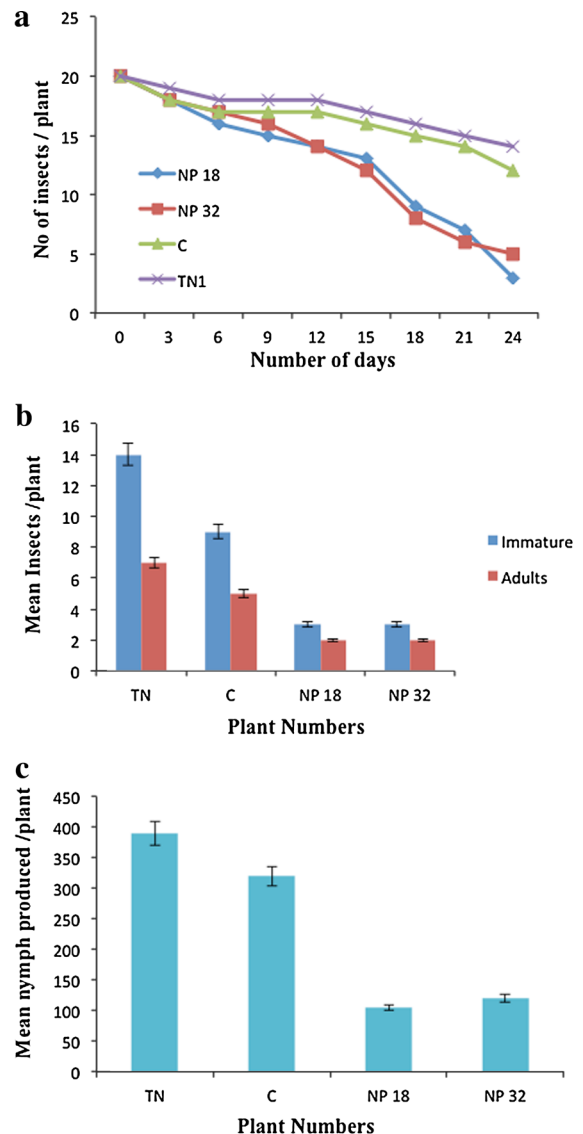 a
25
20
15
10
5
0
No of insects / plant
NP 18
NP 32
C
TN1
0 3 6 9 12 15 18 21 24
Number of days
b
16
14
12
10
8
6
4
2
0
Mean Insects /plant
Immature
Adults
TN C NP 18 NP 32
Plant Numbers
c
450
400
350
300
250
200
150
100
50
0
Mean nymph produced /plant
TN C NP 18 NP 32
Plant Numbers